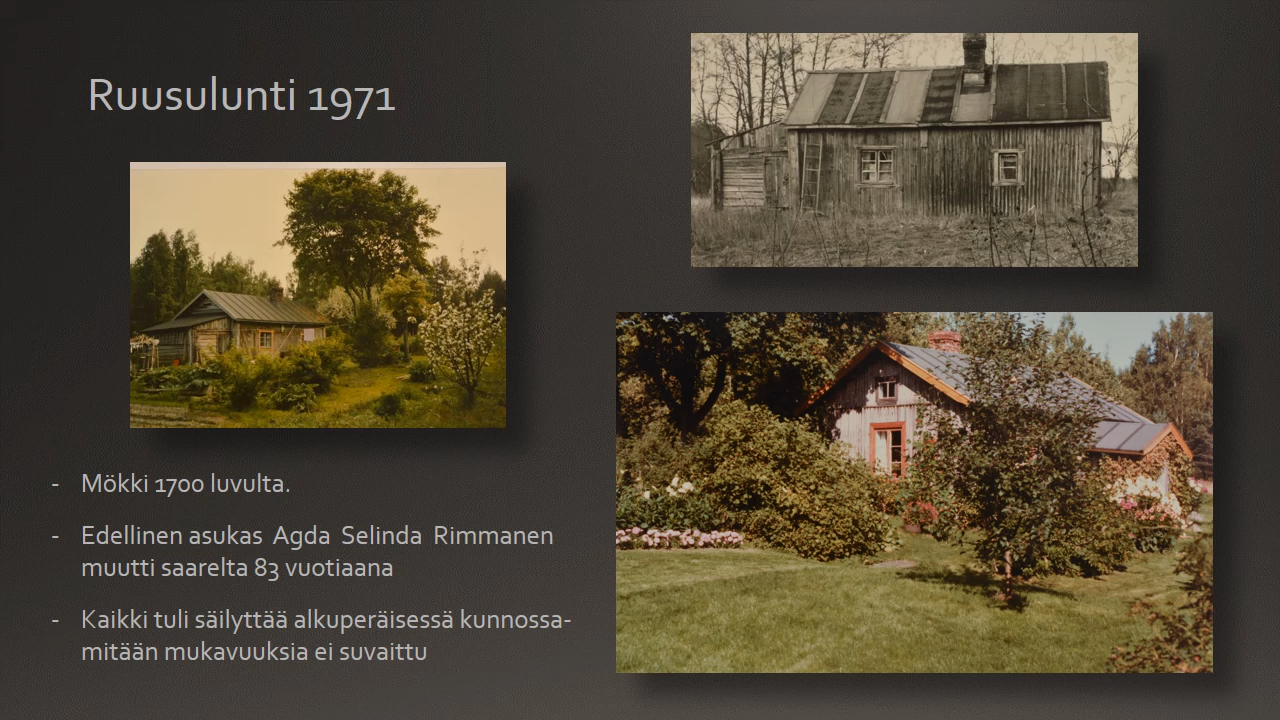 Ruusulunti 1971
- Mökki 1700 luvulta.
- Edellinen asukas Agda Selinda Rimmanen
muutti saarelta 83 vuotiaana
- Kaikki tuli säilyttää alkuperäisessä kunnossa-
mitään mukavuuksia ei suvaittu